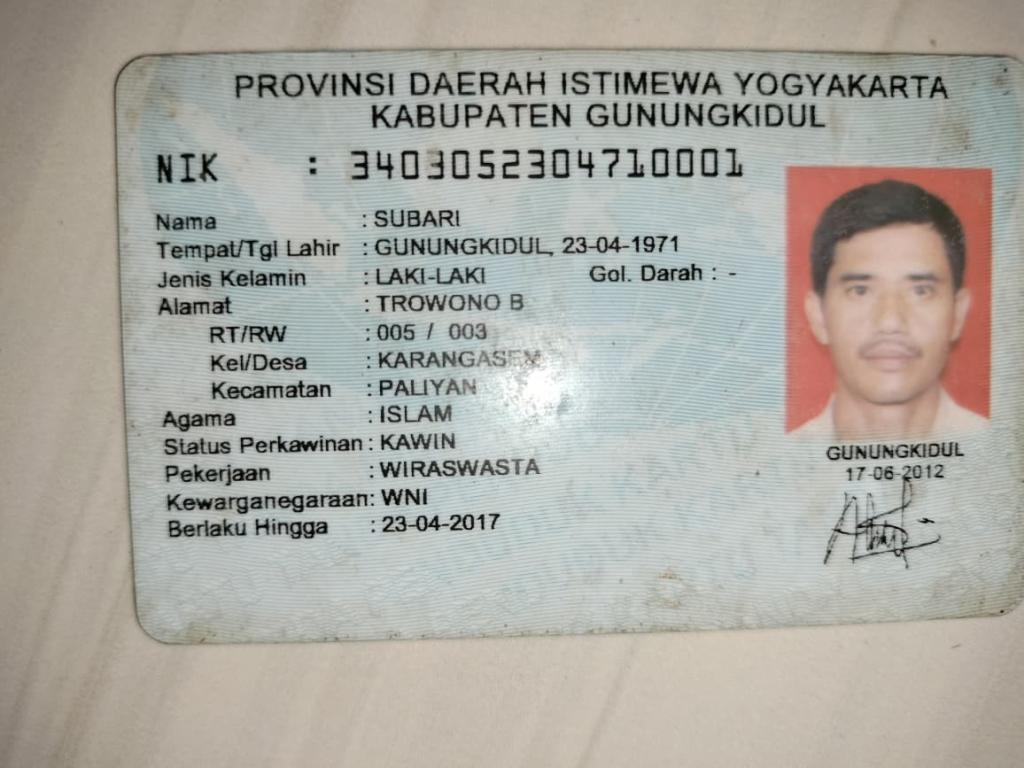 PROVINSI DAERAH ISTIMEWA YOGYAKARTA
KABUPATEN GUNUNGKIDUL
NIK : 3403052304710001
Nama : SUBARI
Tempat/Tgl Lahir : GUNUNGKIDUL, 23-04-1971
Jenis Kelamin : LAKI-LAKI Gol. Darah : -
Alamat : TROWONO B
RT/RW : 005 / 003
Kel/Desa : KARANGASEM
Kecamatan : PALIYAN
Agama : ISLAM
Status Perkawinan : KAWIN
Pekerjaan : WIRASWASTA
Kewarganegaraan : WNI
Berlaku Hingga : 23-04-2017
GUNUNGKIDUL
17-06-2012